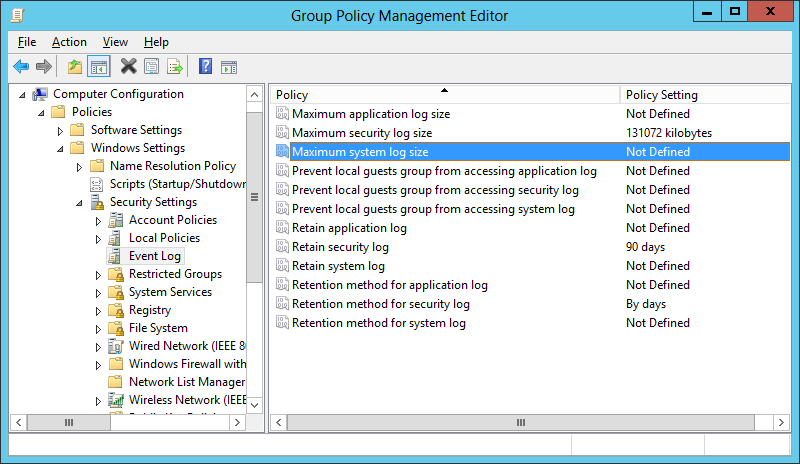 Group Policy Management Editor
File Action View Help
Computer Configuration
Policies
Software Settings
Windows Settings
Name Resolution Policy
Scripts (Startup/Shutdown
Security Settings
Account Policies
Local Policies
Event Log
Restricted Groups
System Services
Registry
File System
Wired Network (IEEE 80
Windows Firewall with
Network List Manager
Wireless Network (IEEE
Policy Policy Setting
Maximum application log size Not Defined
Maximum security log size 131072 kilobytes
Maximum system log size Not Defined
Prevent local guests group from accessing application log Not Defined
Prevent local guests group from accessing security log Not Defined
Prevent local guests group from accessing system log Not Defined
Retain application log Not Defined
Retain security log 90 days
Retain system log Not Defined
Retention method for application log Not Defined
Retention method for security log By days
Retention method for system log Not Defined